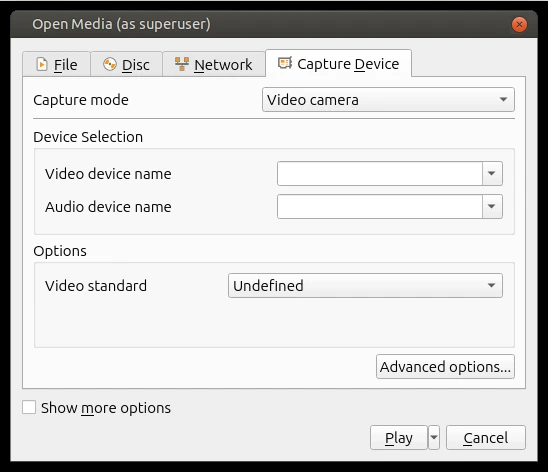 Open Media (as superuser)
File Disc Network Capture Device
Capture mode Video camera
Device Selection
Video device name
Audio device name
Options
Video standard Undefined
Advanced options...
Show more options
Play Cancel